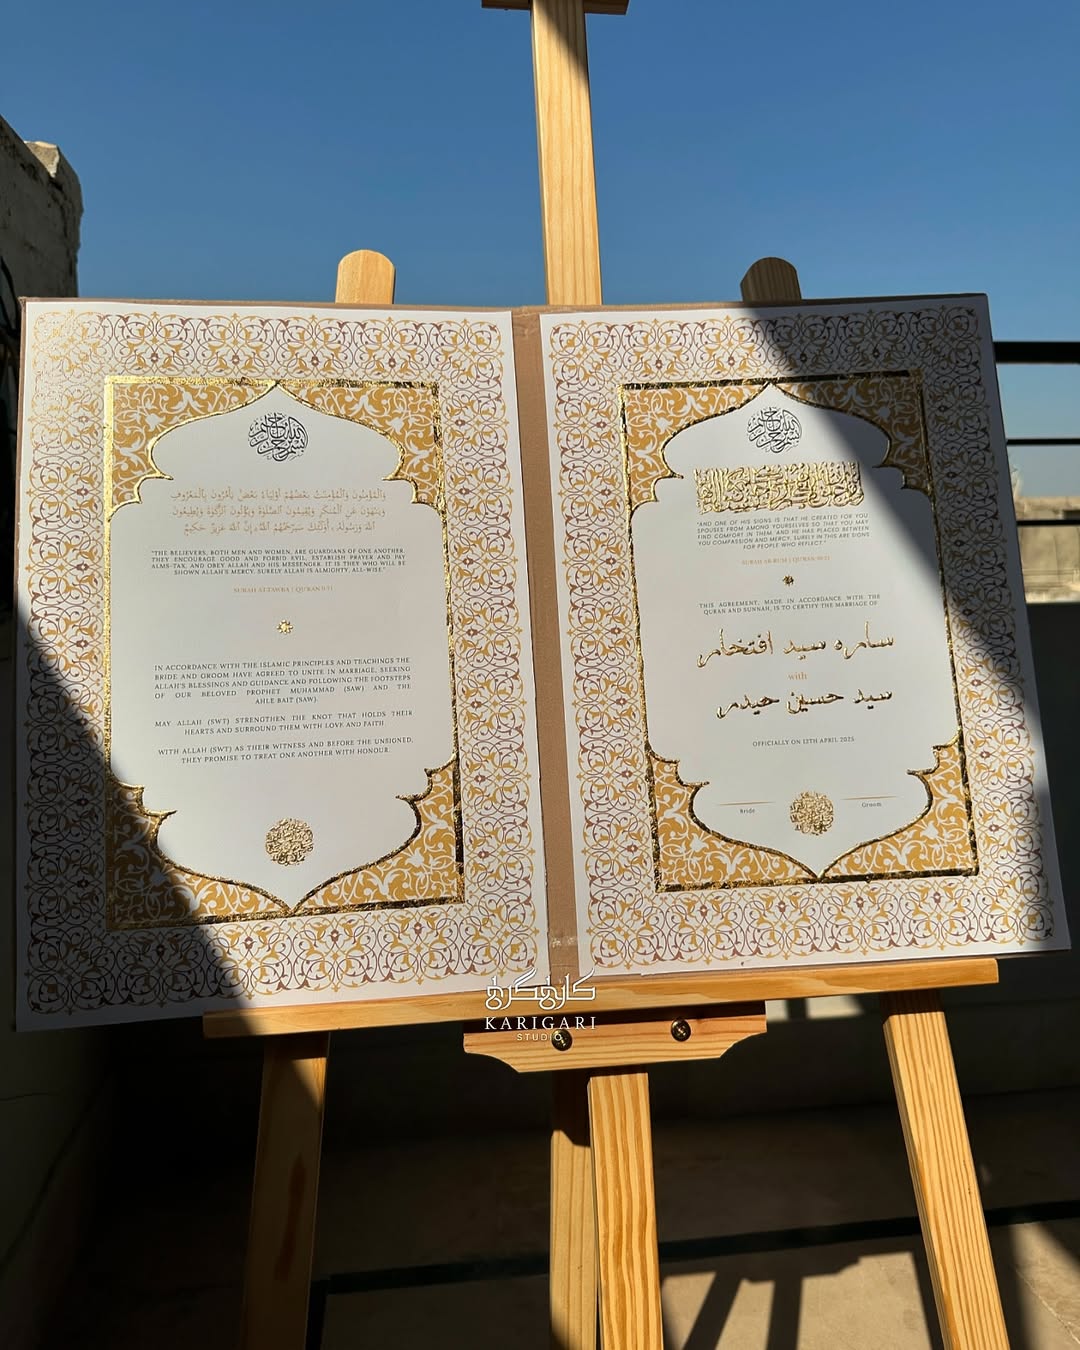 وَالْمُؤْمِنُونَ وَالْمُؤْمِنَٰتُ بَعْضُهُمْ أَوْلِيَاءُ بَعْضٍ يَأْمُرُونَ بِالْمَعْرُوفِ
وَيَنْهَوْنَ عَنِ الْمُنكَرِ وَيُقِيمُونَ الصَّلَوٰةَ وَيُؤْتُونَ الزَّكَوٰةَ وَيُطِيعُونَ
اللَّهَ وَرَسُولَهُ، أُولَٰئِكَ سَيَرْحَمُهُمُ اللَّهُ إِنَّ اللَّهَ عَزِيزٌ حَكِيمٌ
"THE BELIEVERS, BOTH MEN AND WOMEN, ARE GUARDIANS OF ONE ANOTHER.
THEY ENCOURAGE GOOD AND FORBID EVIL, ESTABLISH PRAYER AND PAY
ALMS-TAX, AND OBEY ALLAH AND HIS MESSENGER. IT IS THEY WHO WILL BE
SHOWN ALLAH'S MERCY. SURELY ALLAH IS ALMIGHTY, ALL-WISE."
SURAH AT-TAWBA | QUR'AN 9:71
IN ACCORDANCE WITH THE ISLAMIC PRINCIPLES AND TEACHINGS THE
BRIDE AND GROOM HAVE AGREED TO UNITE IN MARRIAGE, SEEKING
ALLAH'S BLESSINGS AND GUIDANCE AND FOLLOWING THE FOOTSTEPS
OF OUR BELOVED PROPHET MUHAMMAD (SAW) AND THE
AHLE BAIT (SAW).
MAY ALLAH (SWT) STRENGTHEN THE KNOT THAT HOLDS THEIR
HEARTS AND SURROUND THEM WITH LOVE AND FAITH.
WITH ALLAH (SWT) AS THEIR WITNESS AND BEFORE THE UNSIGNED,
THEY PROMISE TO TREAT ONE ANOTHER WITH HONOUR.
"AND ONE OF HIS SIGNS IS THAT HE CREATED FOR YOU
SPOUSES FROM AMONG YOURSELVES SO THAT YOU MAY
FIND COMFORT IN THEM. AND HE HAS PLACED BETWEEN
YOU COMPASSION AND MERCY. SURELY IN THIS ARE SIGNS
FOR PEOPLE WHO REFLECT."
SURAH AR-RUM | QUR'AN 30:21
THIS AGREEMENT, MADE IN ACCORDANCE WITH THE
QURAN AND SUNNAH, IS TO CERTIFY THE MARRIAGE OF
سارہ سید افتخار
with
سید حسین حیدر
OFFICIALLY ON 12TH APRIL 2025
Bride
Groom
کاریگری
KARIGARI
STUDIO